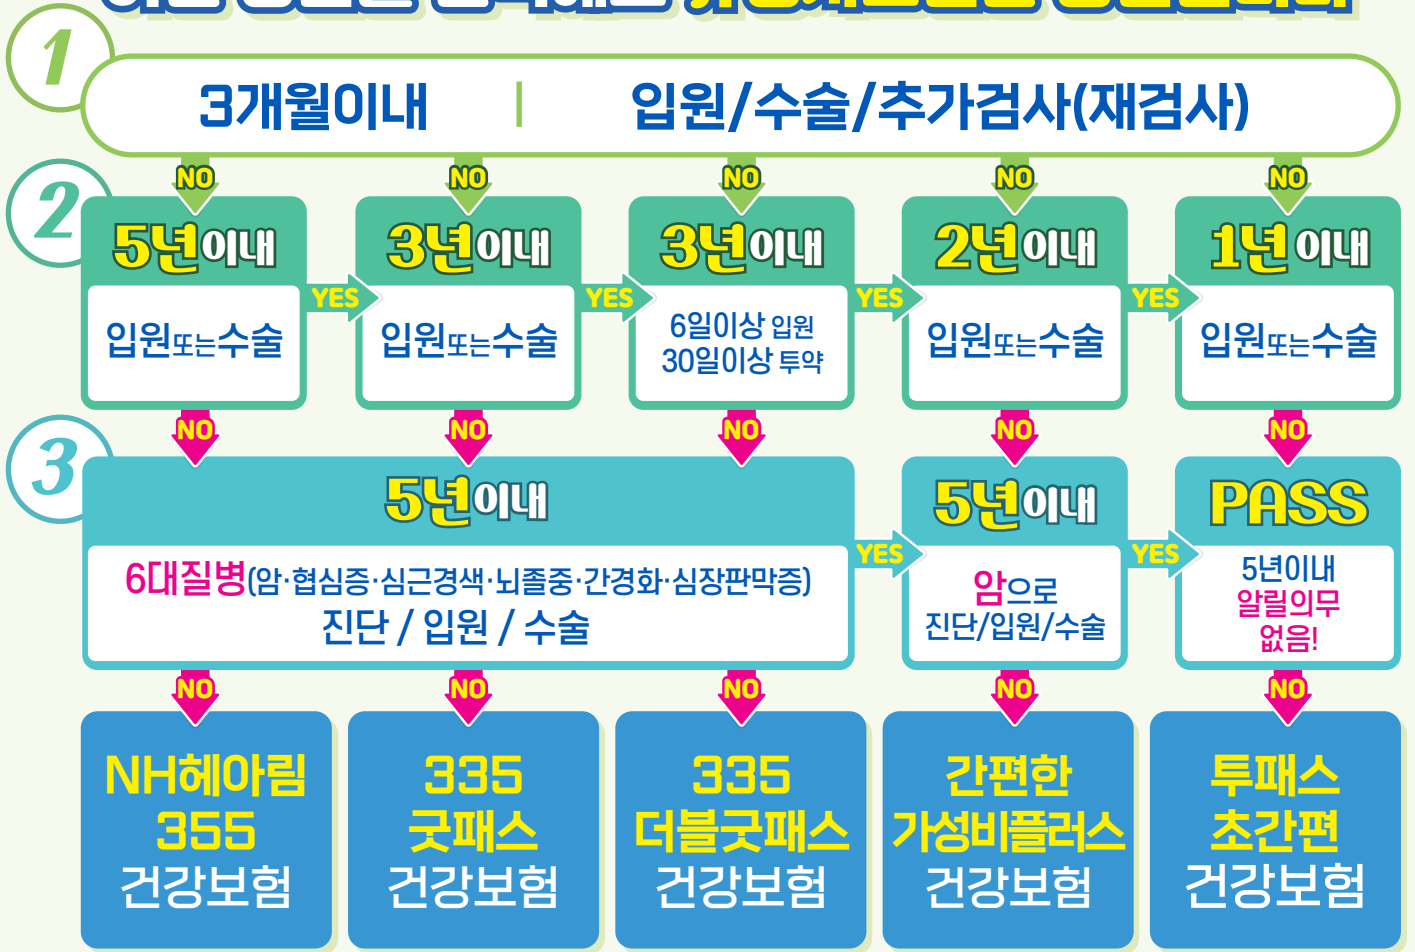 1
3개월이내 | 입원/수술/추가검사(재검사)
NO NO NO NO NO
2
5년이내
입원또는수술
YES
3년이내
입원또는수술
YES
3년이내
6일이상 입원
30일이상 투약
YES
2년이내
입원또는수술
YES
1년이내
입원또는수술
NO NO NO NO NO
3
5년이내
6대질병(암·협심증·심근경색·뇌졸중·간경화·심장판막증)
진단 / 입원 / 수술
YES
5년이내
암으로
진단/입원/수술
YES
PASS
5년이내
알릴의무
없음!
NO NO NO NO NO
NH헤아림
355
건강보험
335
굿패스
건강보험
335
더블굿패스
건강보험
간편한
가성비플러스
건강보험
투패스
초간편
건강보험